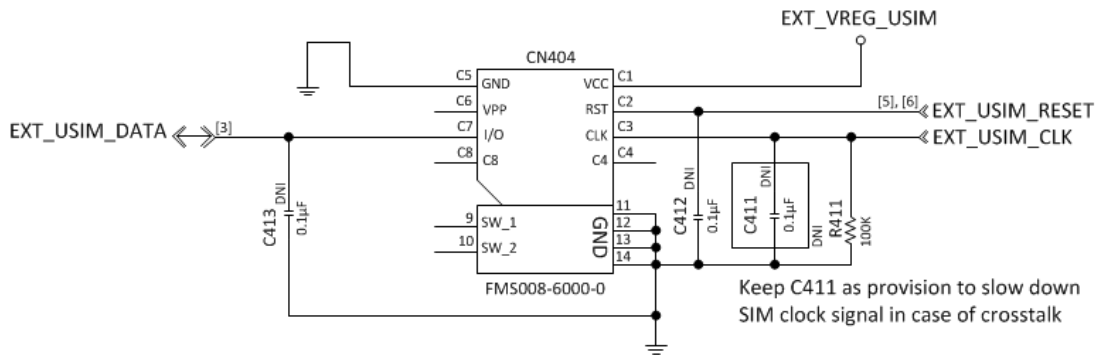 EXT_VREG_USIM
CN404
C5 GND VCC C1
C6 VPP RST C2 [5], [6] EXT_USIM_RESET
EXT_USIM_DATA [3] C7 I/O CLK C3 EXT_USIM_CLK
C8 C8 C4 C4
C413 DNI 0.1µF
C412 DNI 0.1µF
C411 DNI 0.1µF
DNI
R411 100K
9 SW_1
10 SW_2
GND
11
12
13
14
FMS008-6000-0
Keep C411 as provision to slow down
SIM clock signal in case of crosstalk